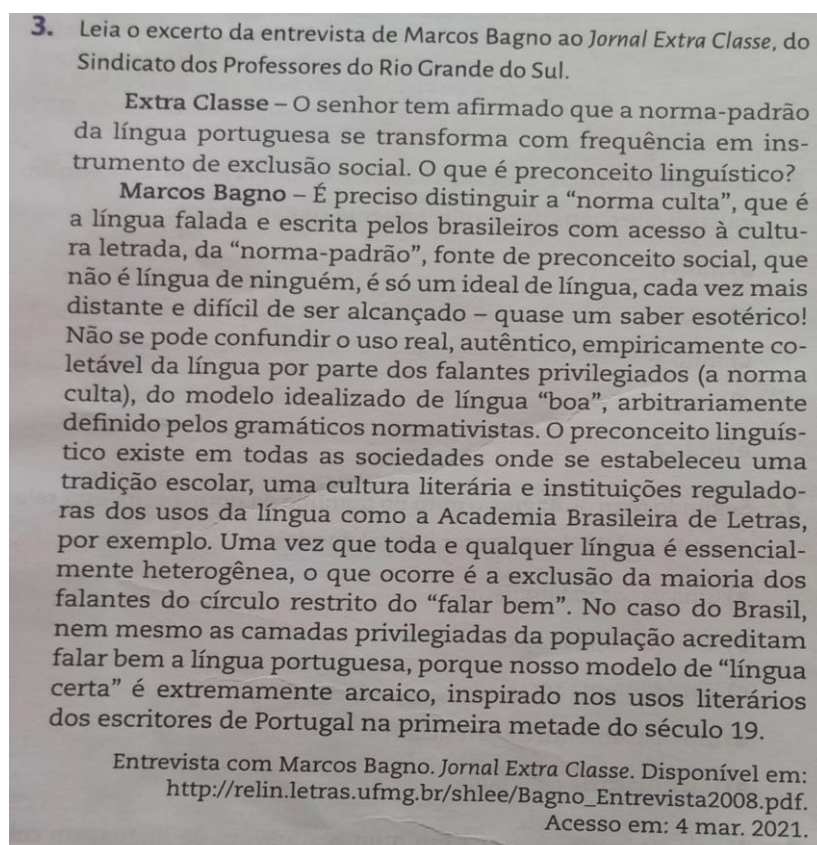 3. Leia o excerto da entrevista de Marcos Bagno ao Jornal Extra Classe, do
Sindicato dos Professores do Rio Grande do Sul.
Extra Classe – O senhor tem afirmado que a norma-padrão
da língua portuguesa se transforma com frequência em ins-
trumento de exclusão social. O que é preconceito linguístico?
Marcos Bagno – É preciso distinguir a “norma culta”, que é
a língua falada e escrita pelos brasileiros com acesso à cultu-
ra letrada, da “norma-padrão”, fonte de preconceito social, que
não é língua de ninguém, é só um ideal de língua, cada vez mais
distante e difícil de ser alcançado – quase um saber esotérico!
Não se pode confundir o uso real, autêntico, empiricamente co-
letável da língua por parte dos falantes privilegiados (a norma
culta), do modelo idealizado de língua “boa”, arbitrariamente
definido pelos gramáticos normativistas. O preconceito linguís-
tico existe em todas as sociedades onde se estabeleceu uma
tradição escolar, uma cultura literária e instituições regulado-
ras dos usos da língua como a Academia Brasileira de Letras,
por exemplo. Uma vez que toda e qualquer língua é essencial-
mente heterogênea, o que ocorre é a exclusão da maioria dos
falantes do círculo restrito do “falar bem”. No caso do Brasil,
nem mesmo as camadas privilegiadas da população acreditam
falar bem a língua portuguesa, porque nosso modelo de “língua
certa” é extremamente arcaico, inspirado nos usos literários
dos escritores de Portugal na primeira metade do século 19.
Entrevista com Marcos Bagno. Jornal Extra Classe. Disponível em:
http://relin.letras.ufmg.br/shlee/Bagno_Entrevista2008.pdf.
Acesso em: 4 mar. 2021.